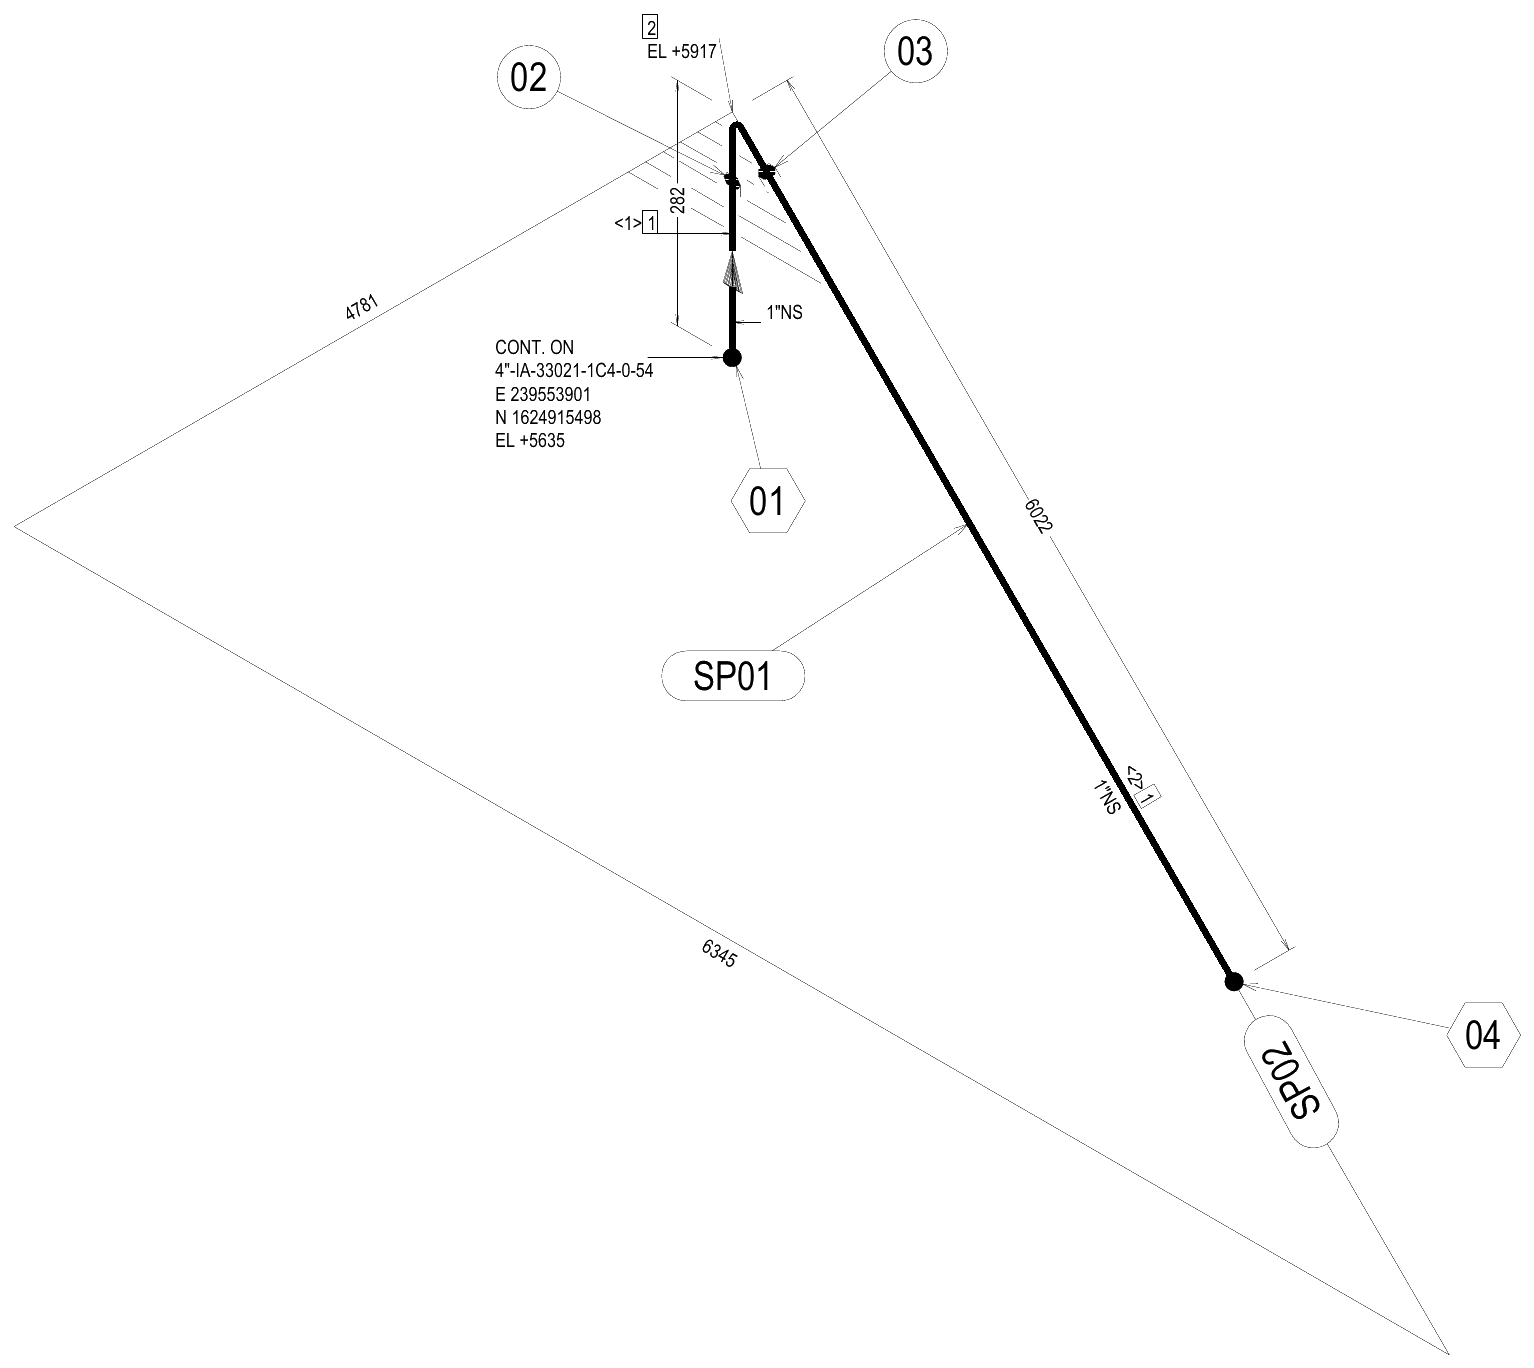 2
EL +5917
02
03
282
<1> 1
4781
1"NS
CONT. ON
4"-IA-33021-1C4-0-54
E 239553901
N 1624915498
EL +5635
01
6022
SP01
<2> 1
1"NS
6345
04
SP02